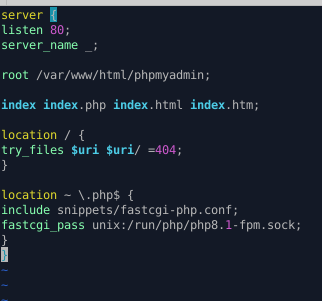 server {
listen 80;
server_name _;
root /var/www/html/phpmyadmin;
index index.php index.html index.htm;
location / {
try_files $uri $uri/ =404;
}
location ~ \.php$ {
include snippets/fastcgi-php.conf;
fastcgi_pass unix:/run/php/php8.1-fpm.sock;
}
}
~
~
~